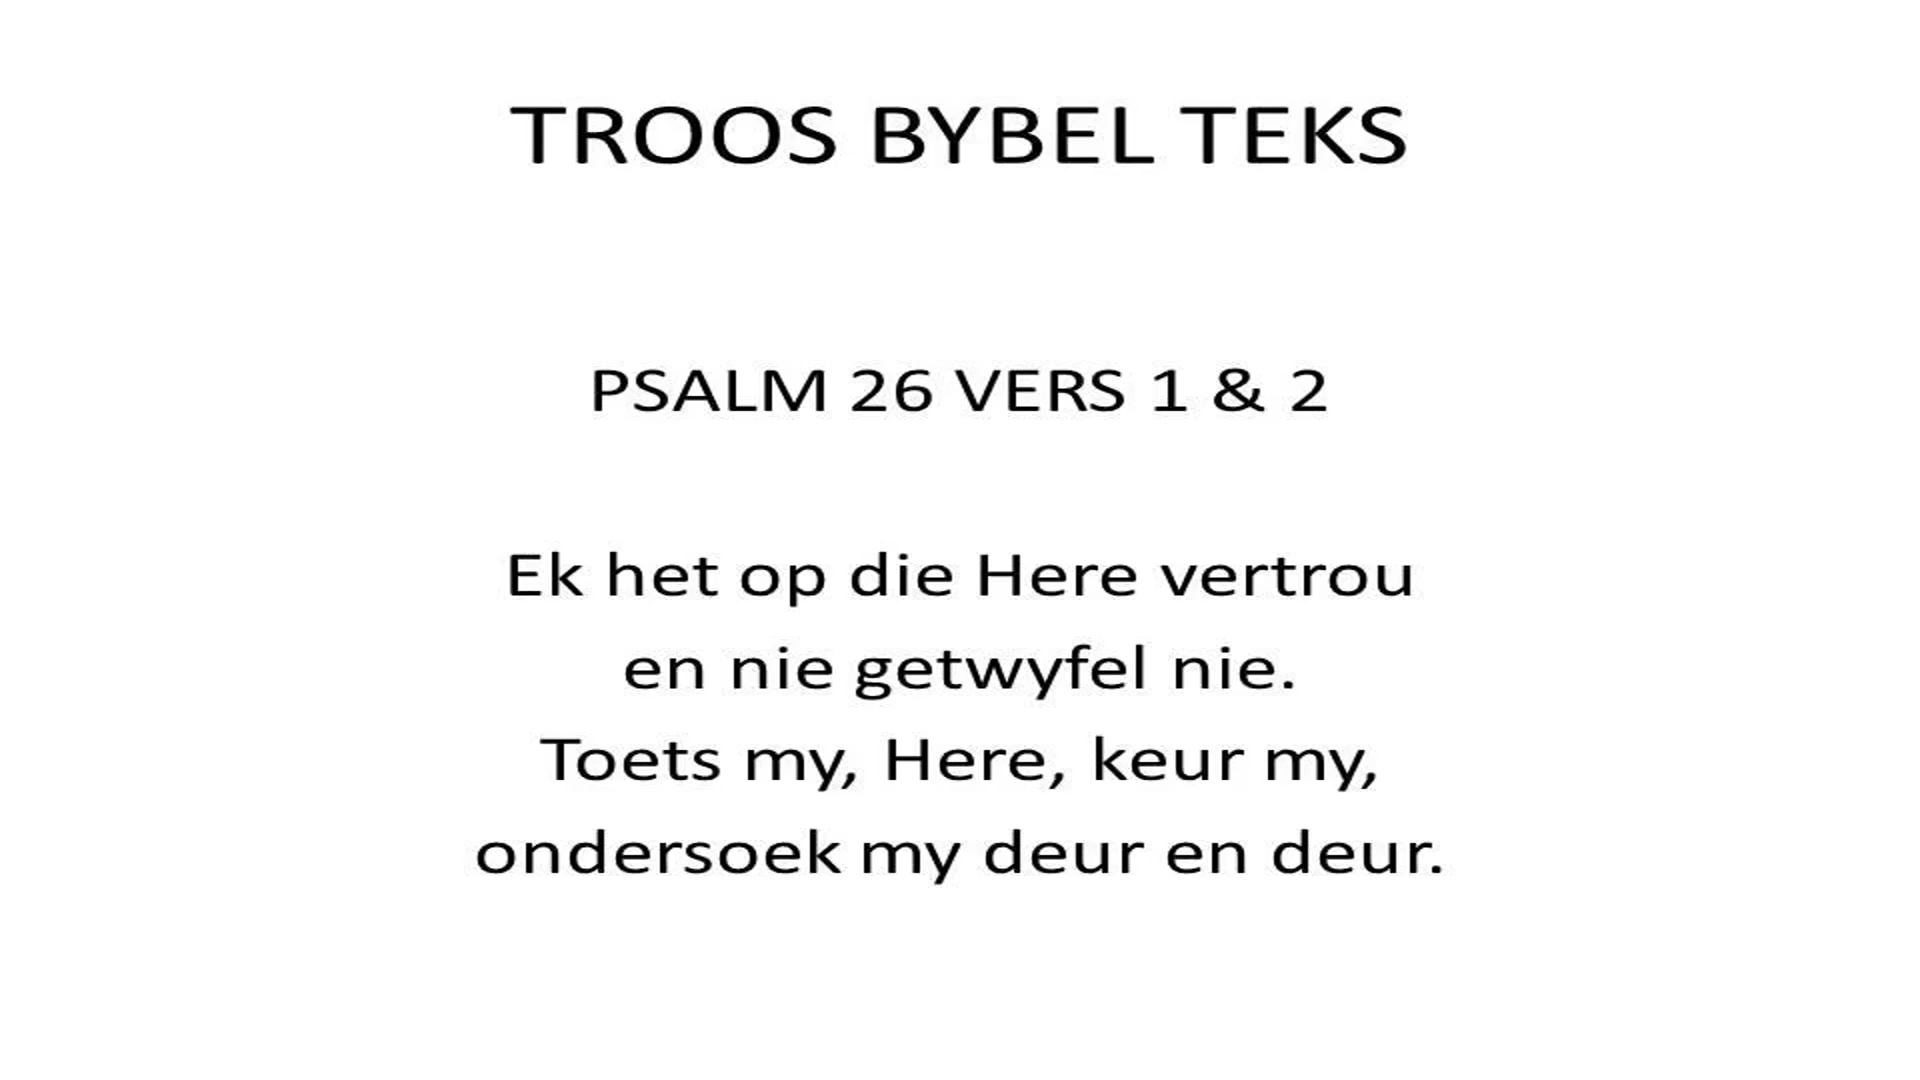 TROOS BYBEL TEKS
PSALM 26 VERS 1 & 2
Ek het op die Here vertrou
en nie getwyfel nie.
Toets my, Here, keur my,
ondersoek my deur en deur.